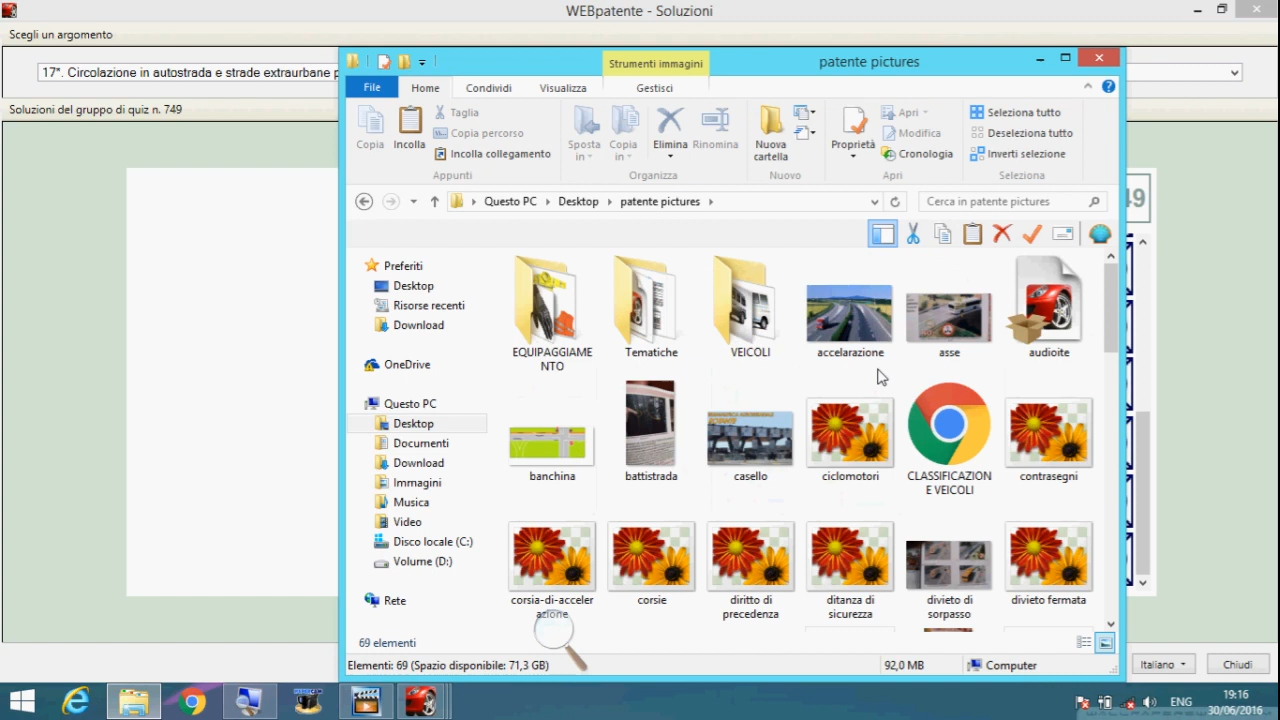 WEBpatente - Soluzioni
Scegli un argomento
17*. Circolazione in autostrada e strade extraurbane p
Soluzioni del gruppo di quiz n. 749
49
Strumenti immagini
patente pictures
File
Home
Condividi
Visualizza
Gestisci
Copia
Incolla
Taglia
Copia percorso
Incolla collegamento
Appunti
Sposta
in
Copia
in
Elimina
Rinomina
Organizza
Nuova
cartella
Nuovo
Proprietà
Apri
Modifica
Cronologia
Apri
Seleziona tutto
Deseleziona tutto
Inverti selezione
Seleziona
Questo PC
Desktop
patente pictures
Cerca in patente pictures
Preferiti
Desktop
Risorse recenti
Download
OneDrive
Questo PC
Desktop
Documenti
Download
Immagini
Musica
Video
Disco locale (C:)
Volume (D:)
Rete
EQUIPAGGIAME
NTO
Tematiche
VEICOLI
accelarazione
asse
audioite
banchina
battistrada
casello
ciclomotori
CLASSIFICAZION
E VEICOLI
contrasegni
corsia-di-acceler
azione
corsie
diritto di
precedenza
ditanza di
sicurezza
divieto di
sorpasso
divieto fermata
69 elementi
Elementi: 69 (Spazio disponibile: 71,3 GB)
92,0 MB
Computer
Italiano
Chiudi
ENG
19:16
30/06/2016